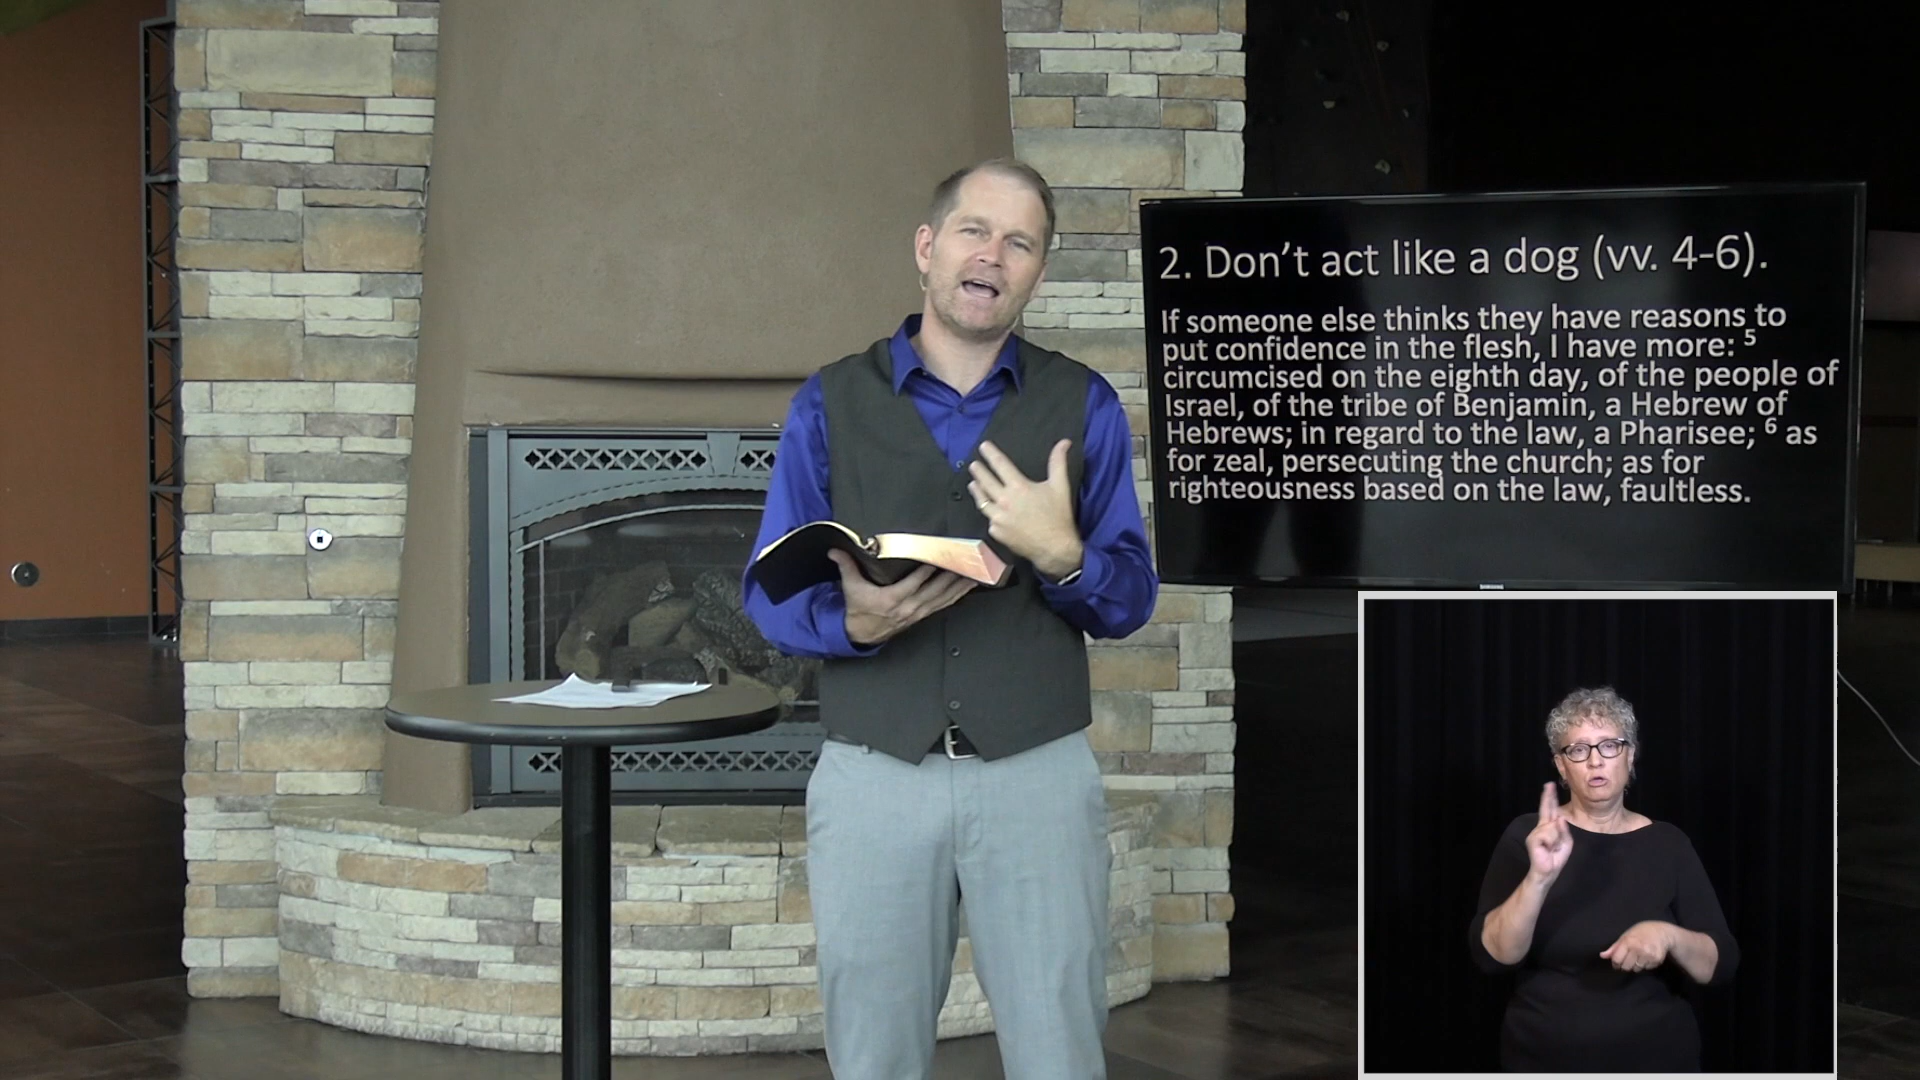 2. Don't act like a dog (vv. 4-6).
If someone else thinks they have reasons to
put confidence in the flesh, I have more: 5
circumcised on the eighth day, of the people of
Israel, of the tribe of Benjamin, a Hebrew of
Hebrews; in regard to the law, a Pharisee; 6 as
for zeal, persecuting the church; as for
righteousness based on the law, faultless.
SAMSUNG